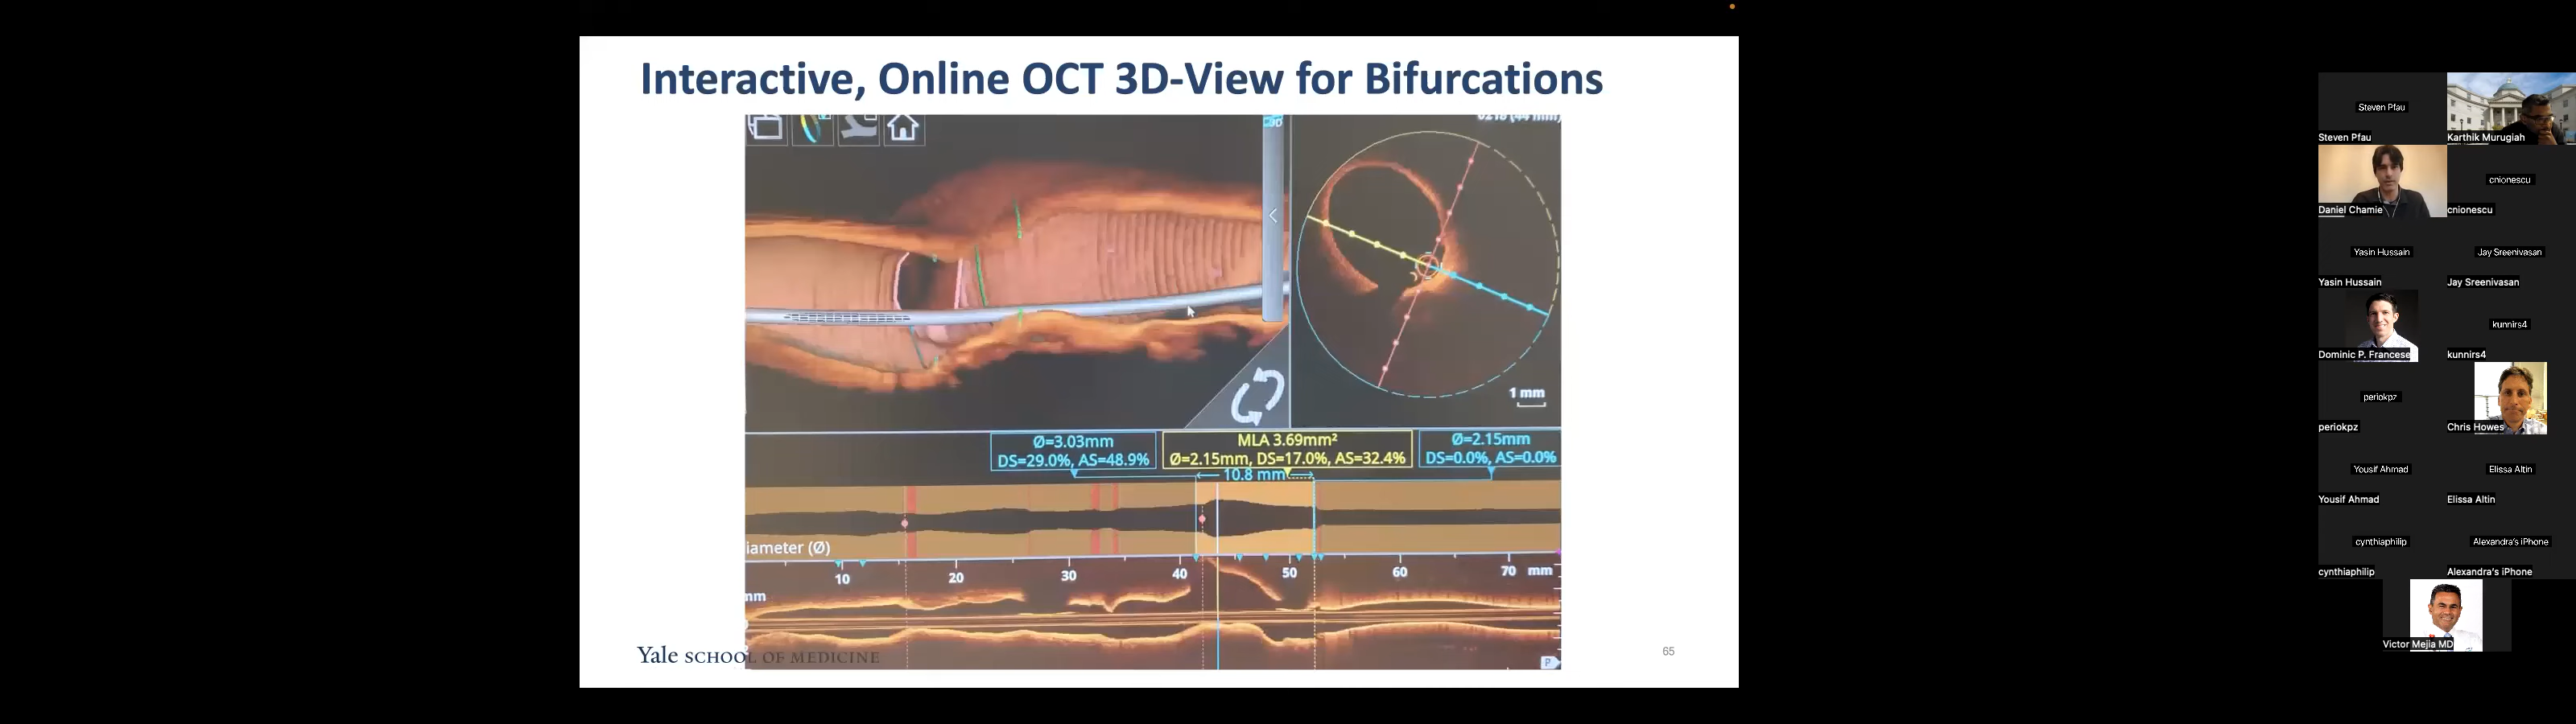 Interactive, Online OCT 3D-View for Bifurcations
3D
0218 (44 mm)
1 mm
Ø=3.03mm
DS=29.0%, AS=48.9%
MLA 3.69mm²
Ø=2.15mm, DS=17.0%, AS=32.4%
Ø=2.15mm
DS=0.0%, AS=0.0%
10.8 mm
iameter (Ø)
10 20 30 40 50 60 70 mm
mm
P
Yale SCHOOL OF MEDICINE
65
Steven Pfau
Steven Pfau
Karthik Murugiah
Daniel Chamie
cnionescu
cnionescu
Yasin Hussain
Yasin Hussain
Jay Sreenivasan
Jay Sreenivasan
Dominic P. Francese
kunnirs4
kunnirs4
periokpz
periokpz
Chris Howes
Yousif Ahmad
Yousif Ahmad
Elissa Altin
Elissa Altin
cynthiaphilip
cynthiaphilip
Alexandra's iPhone
Alexandra's iPhone
Victor Mejia MD